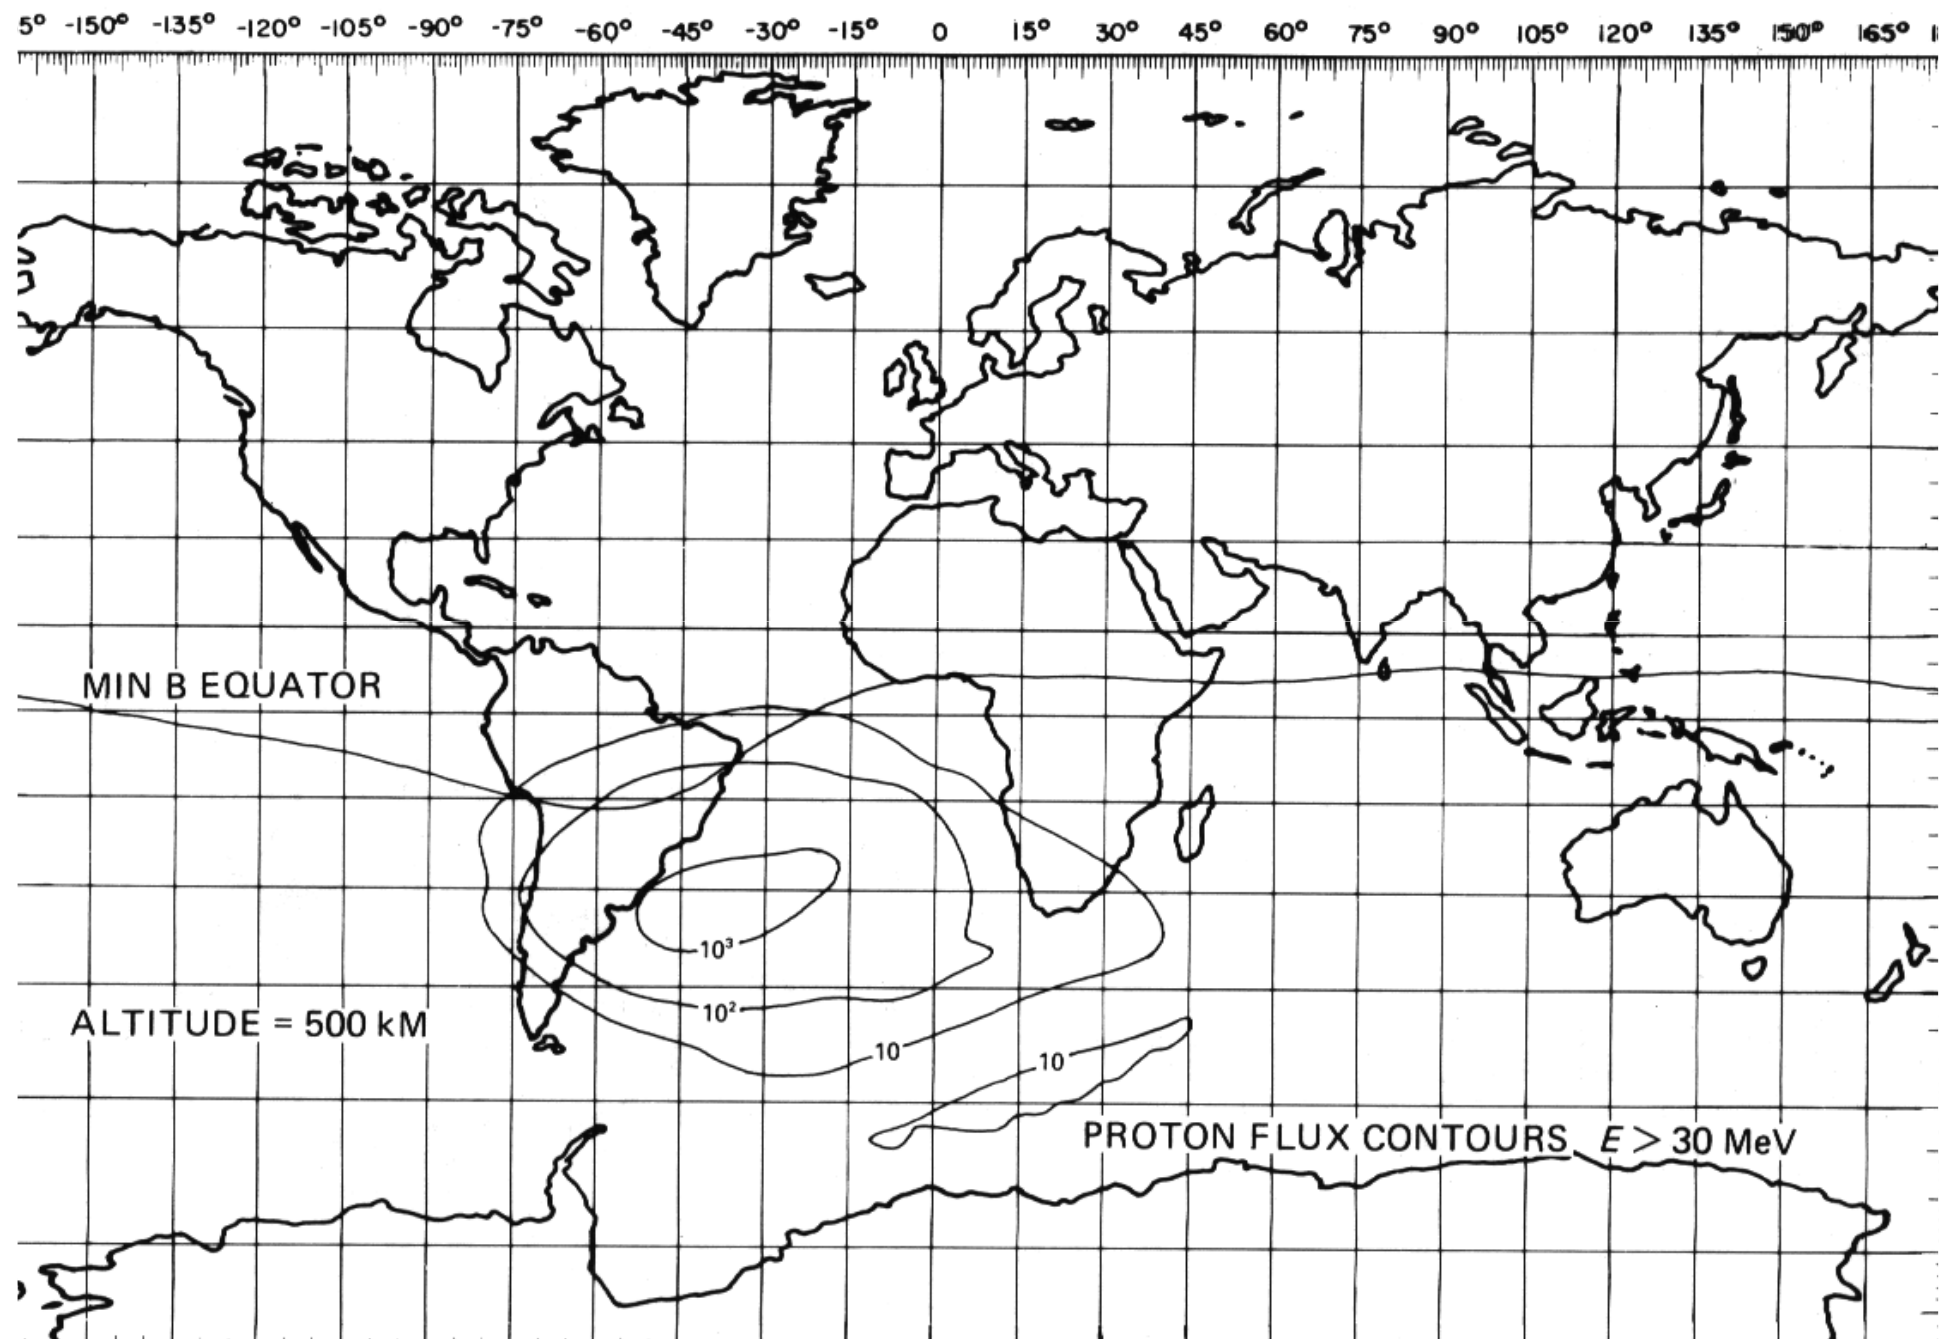 5° -150° -135° -120° -105° -90° -75° -60° -45° -30° -15° 0 15° 30° 45° 60° 75° 90° 105° 120° 135° 150° 165°
MIN B EQUATOR
10³
10²
ALTITUDE = 500 kM
10
10
PROTON FLUX CONTOURS E > 30 MeV